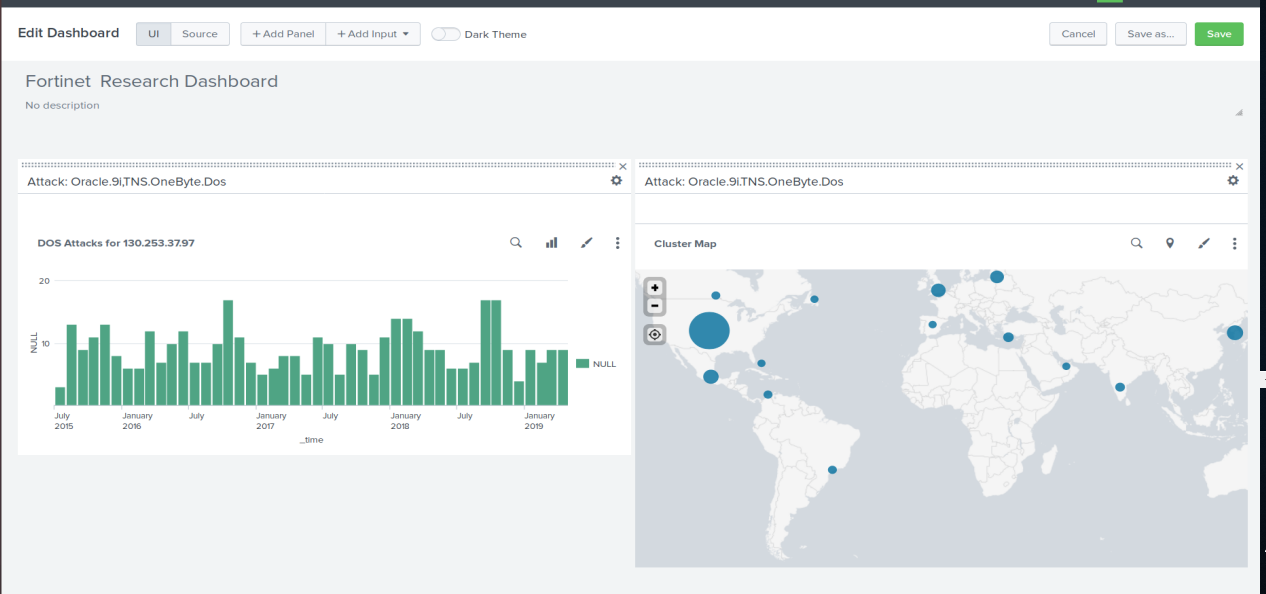 Edit Dashboard UI Source + Add Panel + Add Input Dark Theme Cancel Save as... Save
Fortinet  Research Dashboard
No description
Attack: Oracle.9i,TNS.OneByte.Dos
DOS Attacks for 130.253.37.97
20
10
NULL
NULL
July January July January July January July January
2015 2016 2017 2018 2019
_time
Attack: Oracle.9i.TNS.OneByte.Dos
Cluster Map
+
-